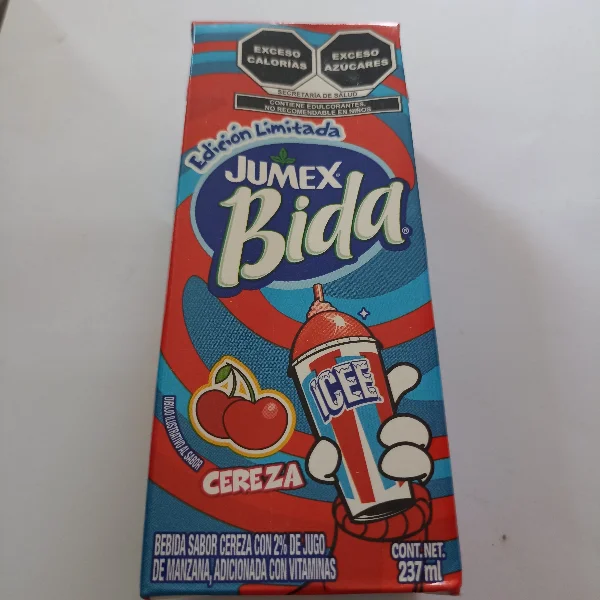 EXCESO
CALORÍAS
EXCESO
AZÚCARES
SECRETARÍA DE SALUD
CONTIENE EDULCORANTES,
NO RECOMENDABLE EN NIÑOS
Edición Limitada
JUMEX®
Bida®
ICEE
DIBUJO ILUSTRATIVO AL SABOR
CEREZA
BEBIDA SABOR CEREZA CON 2% DE JUGO
DE MANZANA, ADICIONADA CON VITAMINAS
CONT. NET.
237 ml